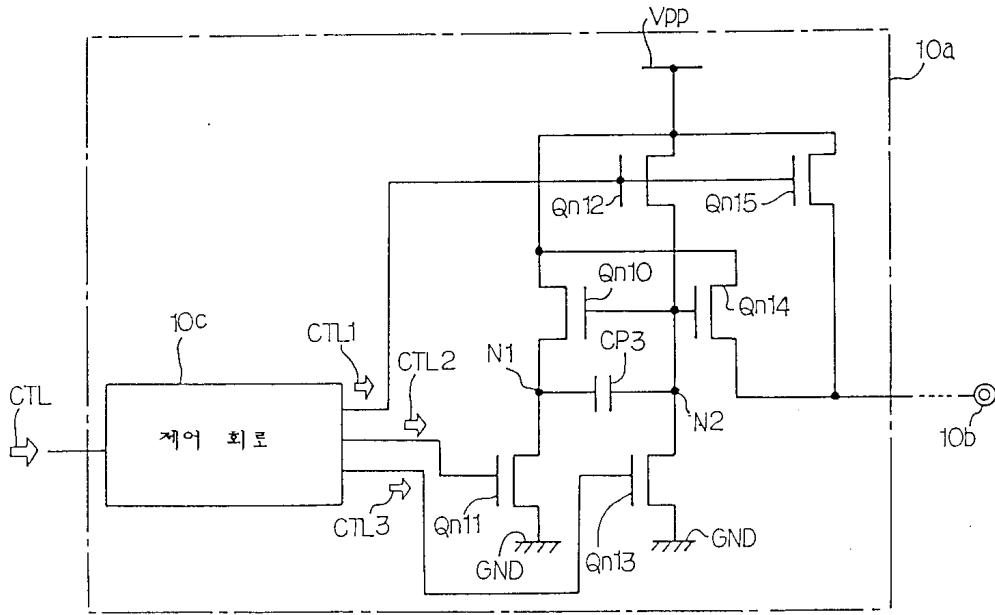 Vpp
10a
Qn12
Qn15
Qn10
Qn14
10c
CTL1
CTL2
CP3
N1
N2
CTL
제어 회로
10b
CTL3
Qn11
GND
Qn13
GND